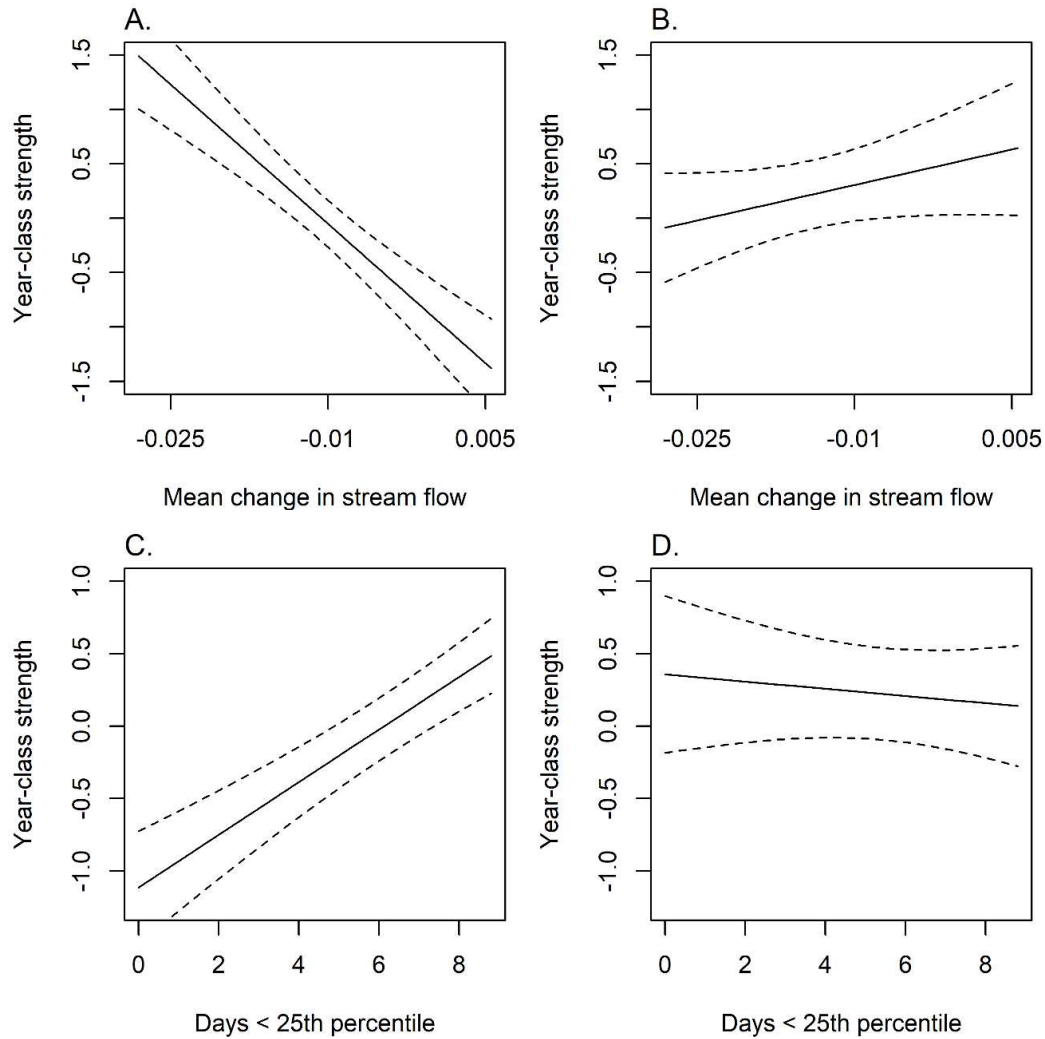 A.
Year-class strength
1.5
0.5
-0.5
-1.5
-0.025
-0.01
0.005
Mean change in stream flow
B.
Year-class strength
1.5
0.5
-0.5
-1.5
-0.025
-0.01
0.005
Mean change in stream flow
C.
Year-class strength
1.0
0.5
0.0
-0.5
-1.0
0 2 4 6 8
Days < 25th percentile
D.
Year-class strength
1.0
0.5
0.0
-0.5
-1.0
0 2 4 6 8
Days < 25th percentile